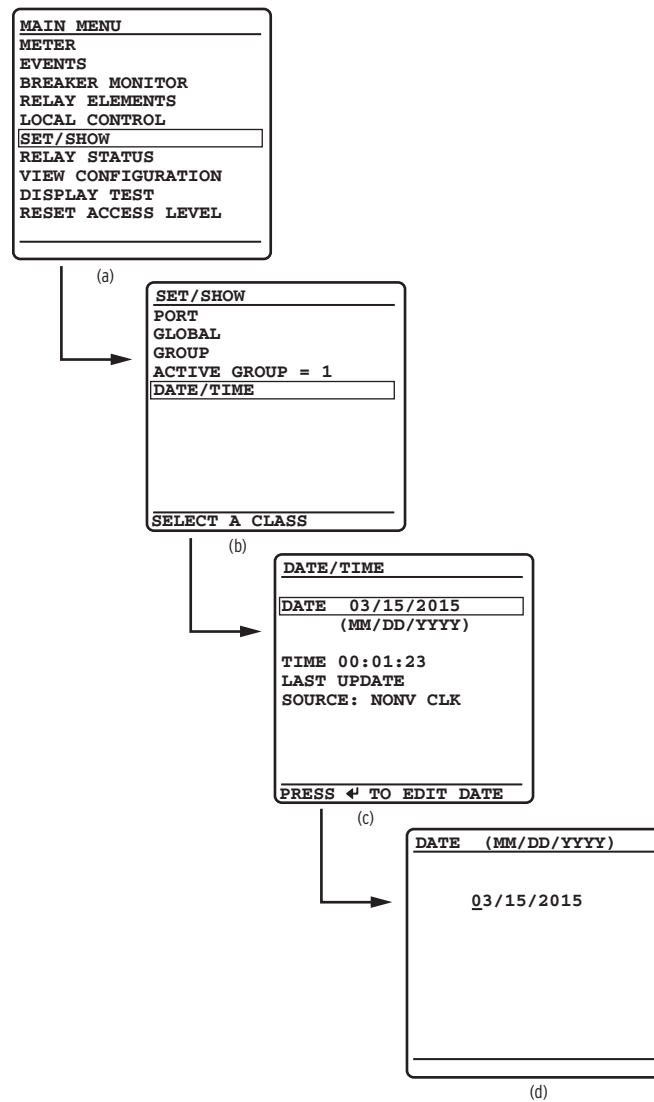 MAIN MENU
METER
EVENTS
BREAKER MONITOR
RELAY ELEMENTS
LOCAL CONTROL
SET/SHOW
RELAY STATUS
VIEW CONFIGURATION
DISPLAY TEST
RESET ACCESS LEVEL
(a)
SET/SHOW
PORT
GLOBAL
GROUP
ACTIVE GROUP = 1
DATE/TIME
SELECT A CLASS
(b)
DATE/TIME
DATE 03/15/2015
(MM/DD/YYYY)
TIME 00:01:23
LAST UPDATE
SOURCE: NONV CLK
PRESS ↵ TO EDIT DATE
(c)
DATE (MM/DD/YYYY)
03/15/2015
(d)